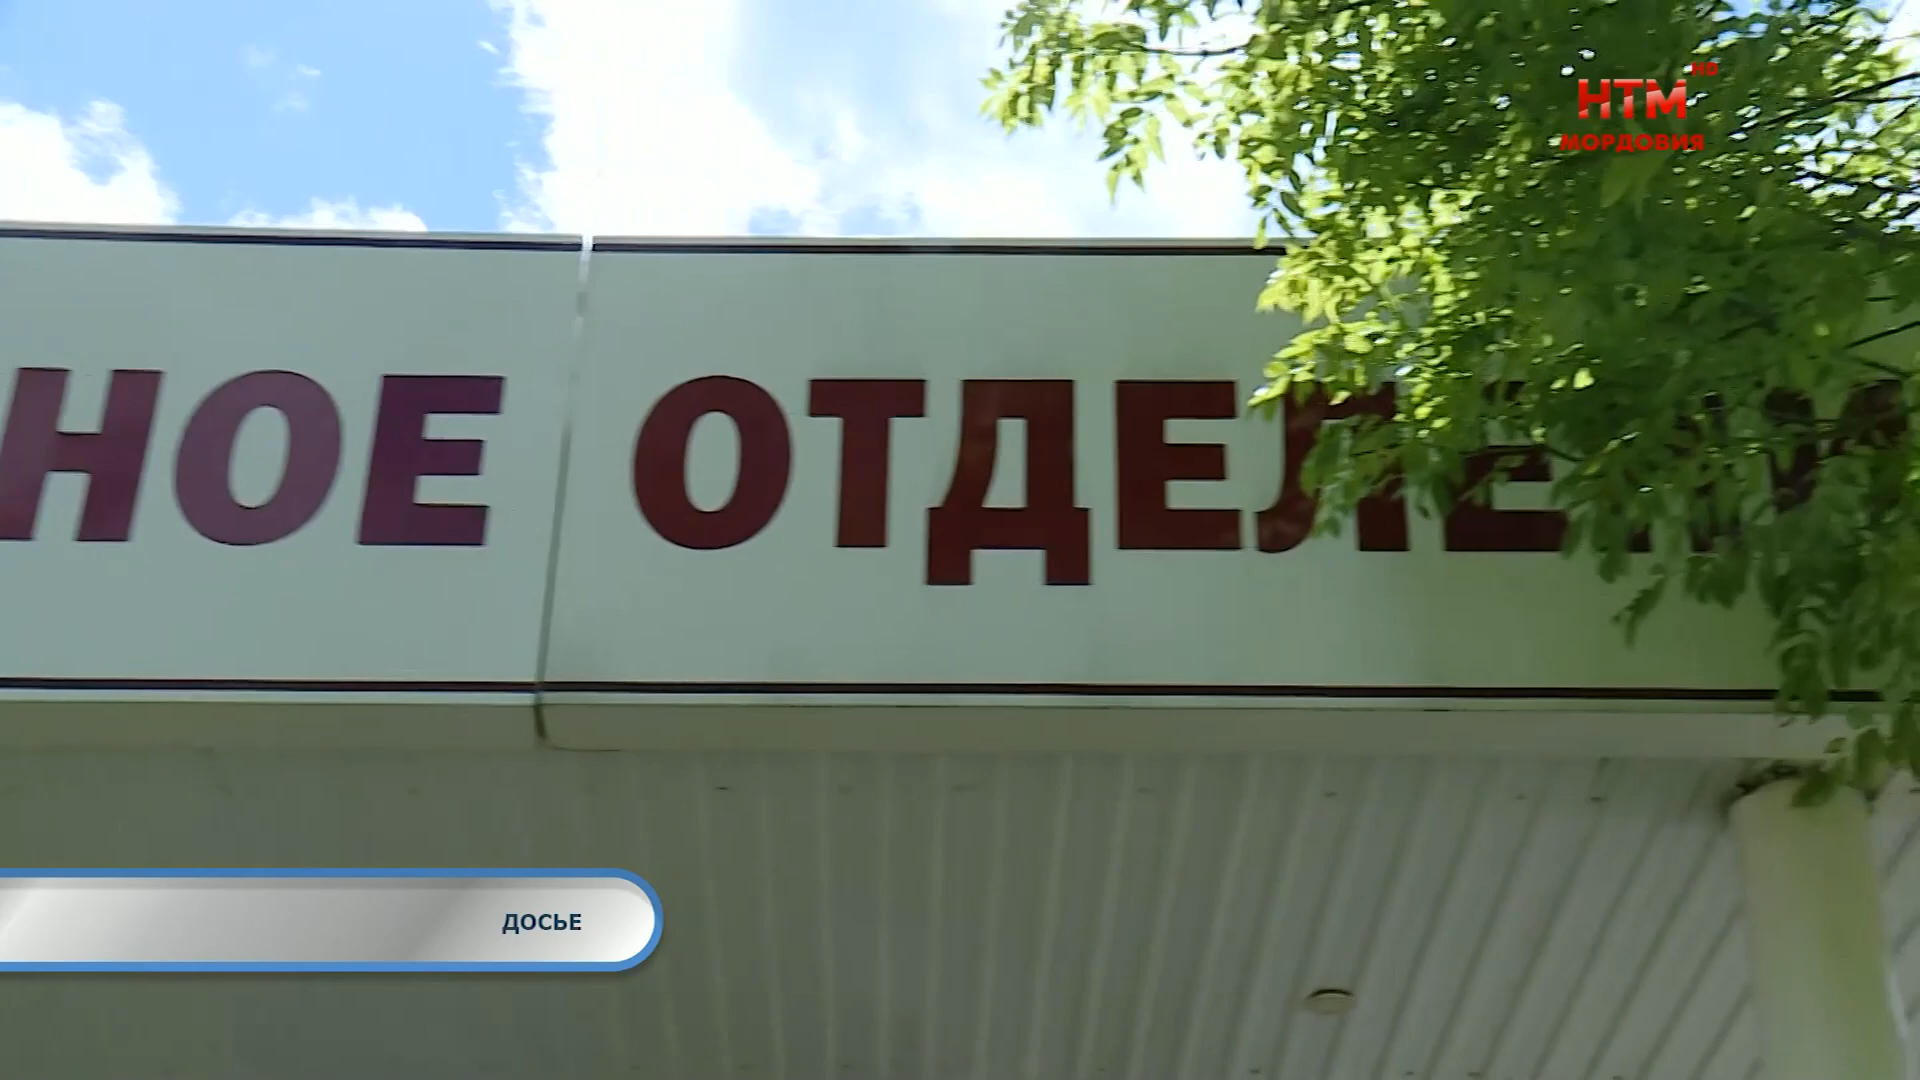 НТМ HD
МОРДОВИЯ
НОЕ ОТДЕЛЕ
ДОСЬЕ